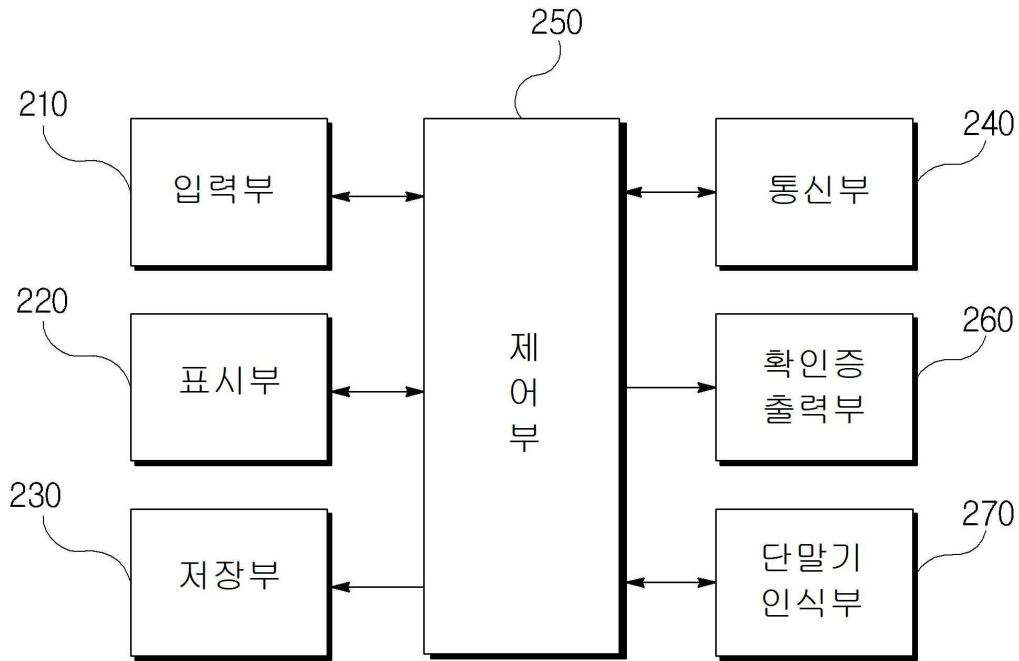 250
210
입력부
240
통신부
220
표시부
제
어
부
260
확인증
출력부
230
저장부
270
단말기
인식부